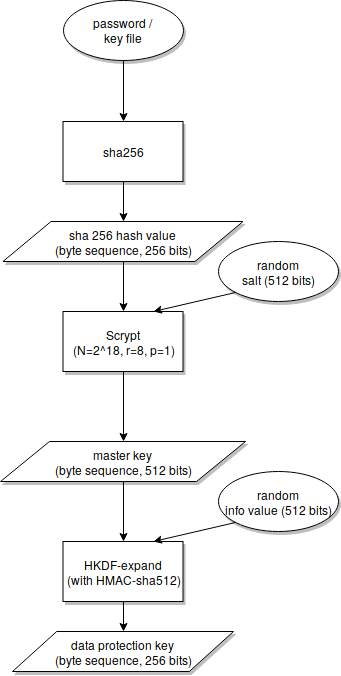 password /
key file
sha256
sha 256 hash value
(byte sequence, 256 bits)
random
salt (512 bits)
Scrypt
(N=2^18, r=8, p=1)
master key
(byte sequence, 512 bits)
random
info value (512 bits)
HKDF-expand
(with HMAC-sha512)
data protection key
(byte sequence, 256 bits)